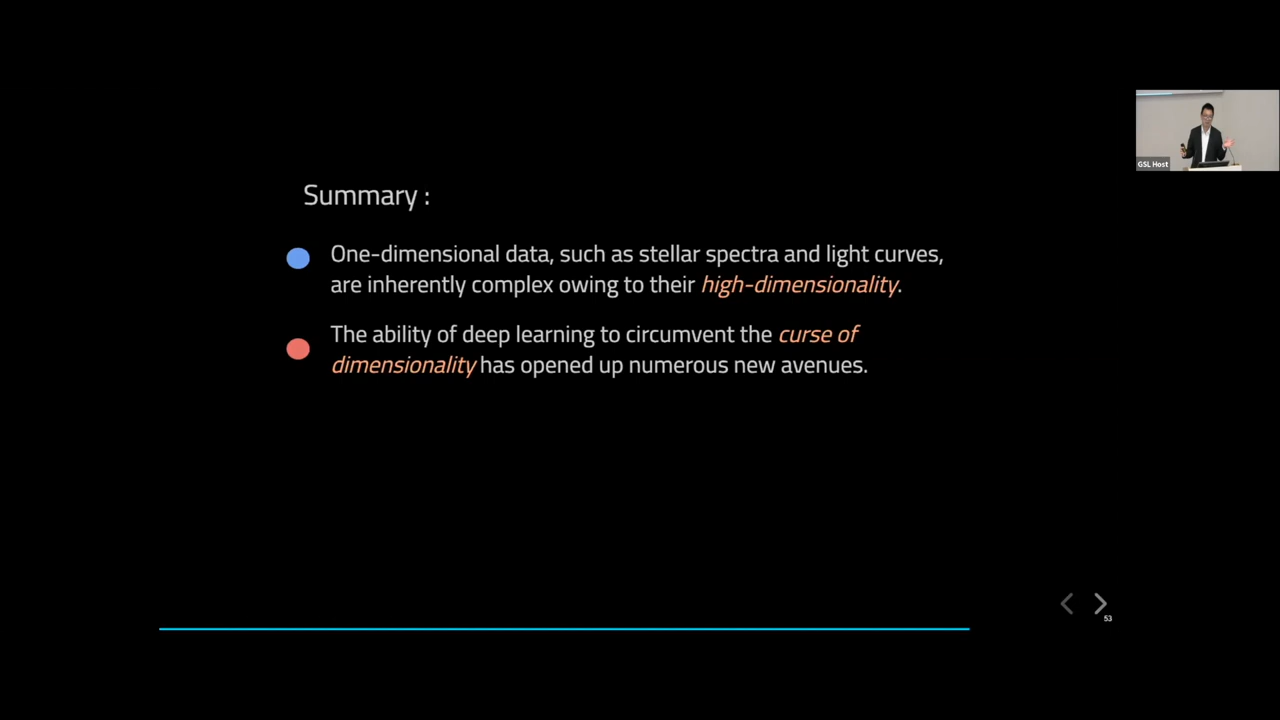 GSL Host
Summary :
One-dimensional data, such as stellar spectra and light curves,
are inherently complex owing to their high-dimensionality.
The ability of deep learning to circumvent the curse of
dimensionality has opened up numerous new avenues.
53